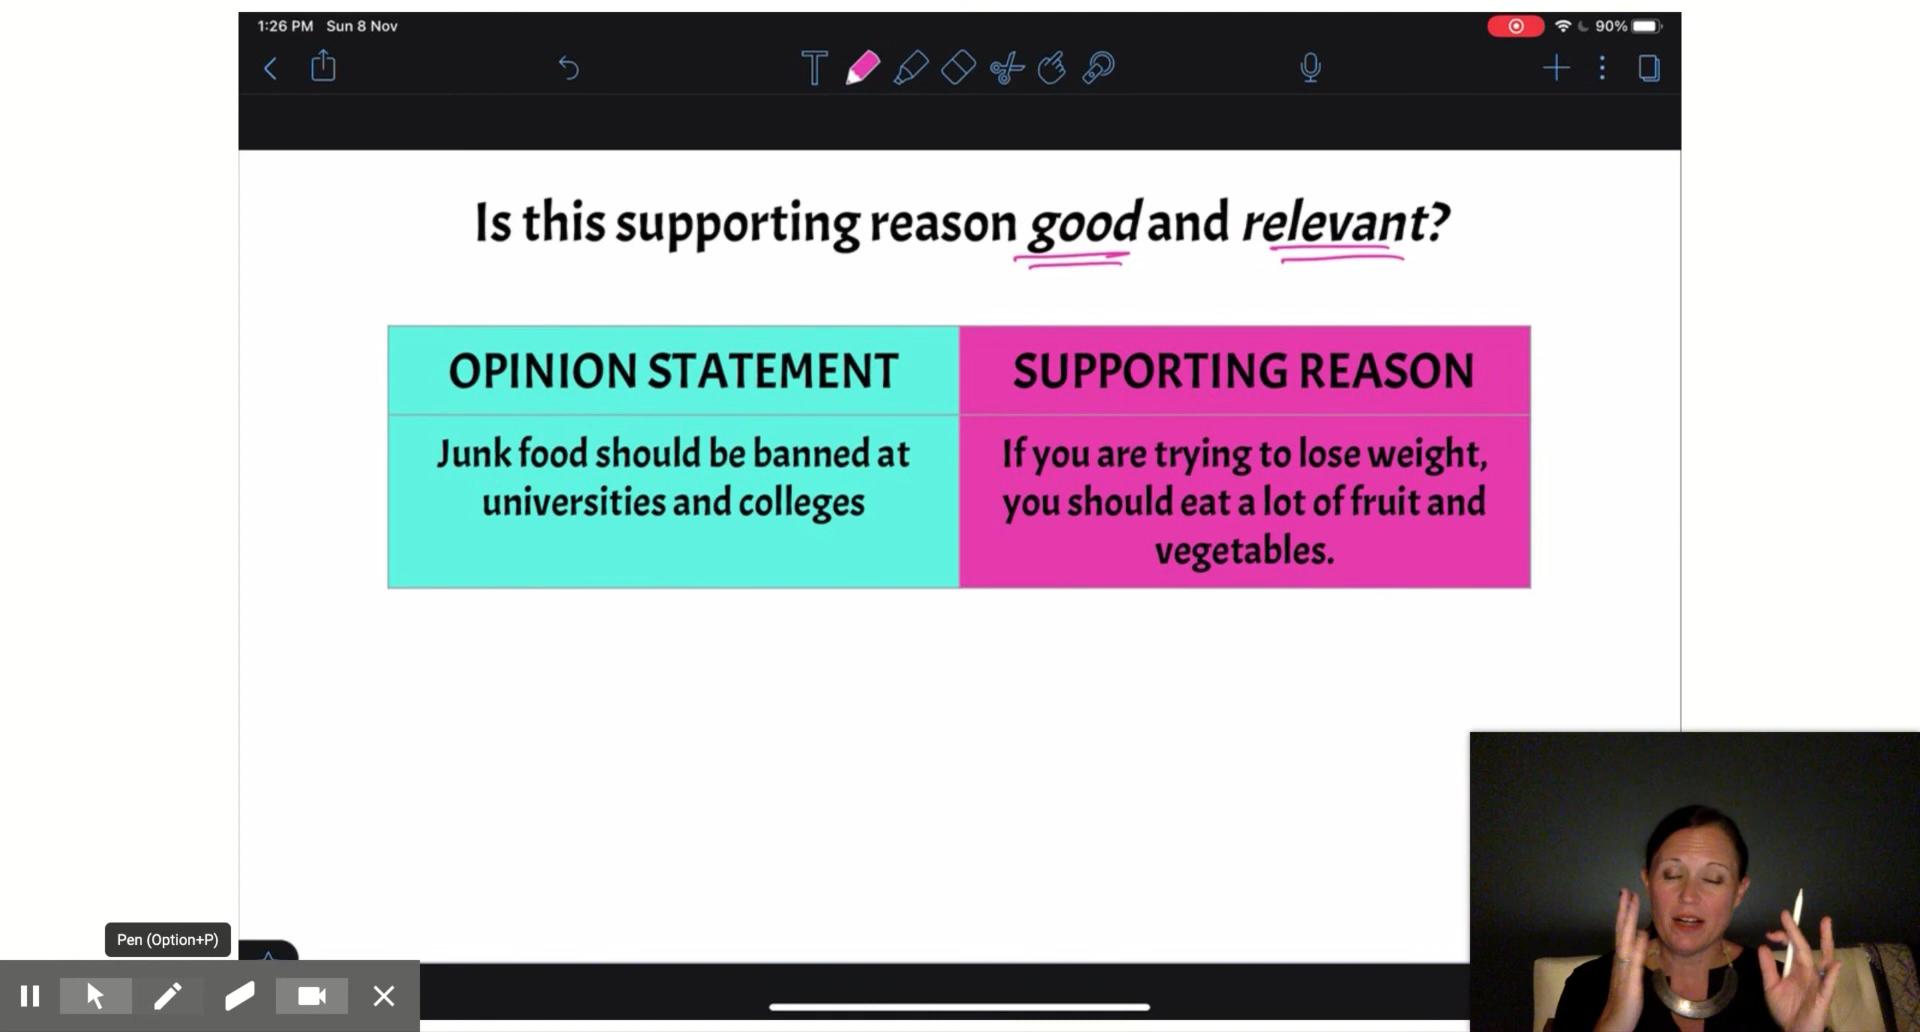 1:26 PM Sun 8 Nov
90%
Is this supporting reason good and relevant?
OPINION STATEMENT
Junk food should be banned at
universities and colleges
SUPPORTING REASON
If you are trying to lose weight,
you should eat a lot of fruit and
vegetables.
Pen (Option+P)